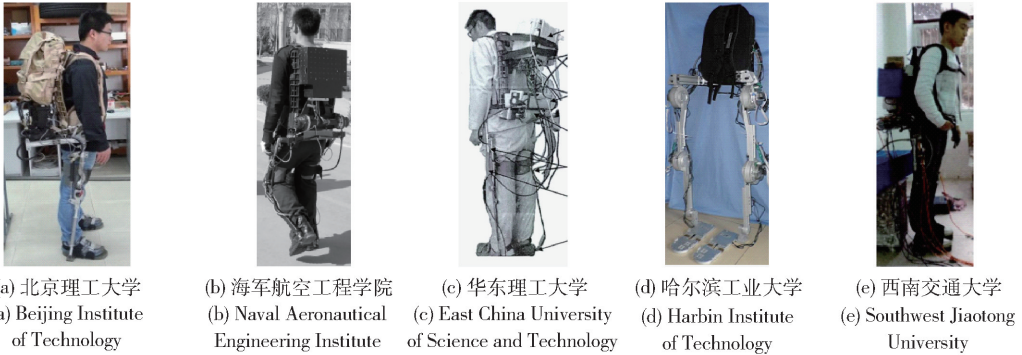 a) 北京理工大学
a) Beijing Institute
of Technology
(b) 海军航空工程学院
(b) Naval Aeronautical
Engineering Institute
(c) 华东理工大学
(c) East China University
of Science and Technology
(d) 哈尔滨工业大学
(d) Harbin Institute
of Technology
(e) 西南交通大学
(e) Southwest Jiaotong
University